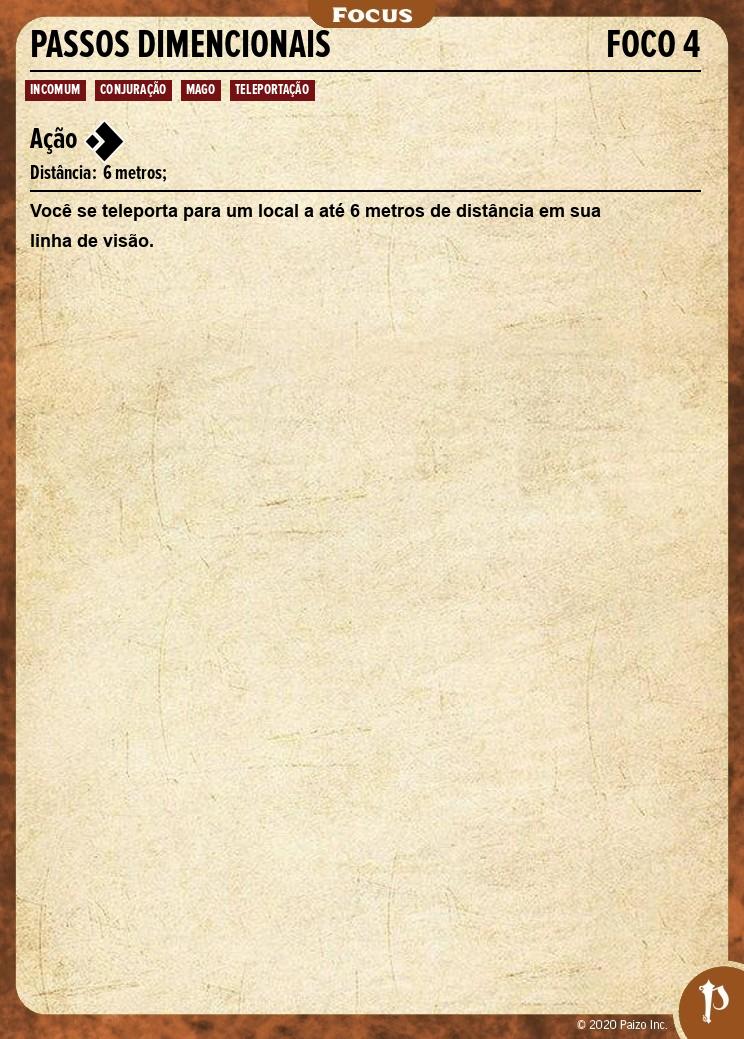 Focus
PASSOS DIMENCIONAIS FOCO 4
INCOMUM CONJURAÇÃO MAGO TELEPORTAÇÃO
Ação
Distância: 6 metros;
Você se teleporta para um local a até 6 metros de distância em sua
linha de visão.
© 2020 Paizo Inc.